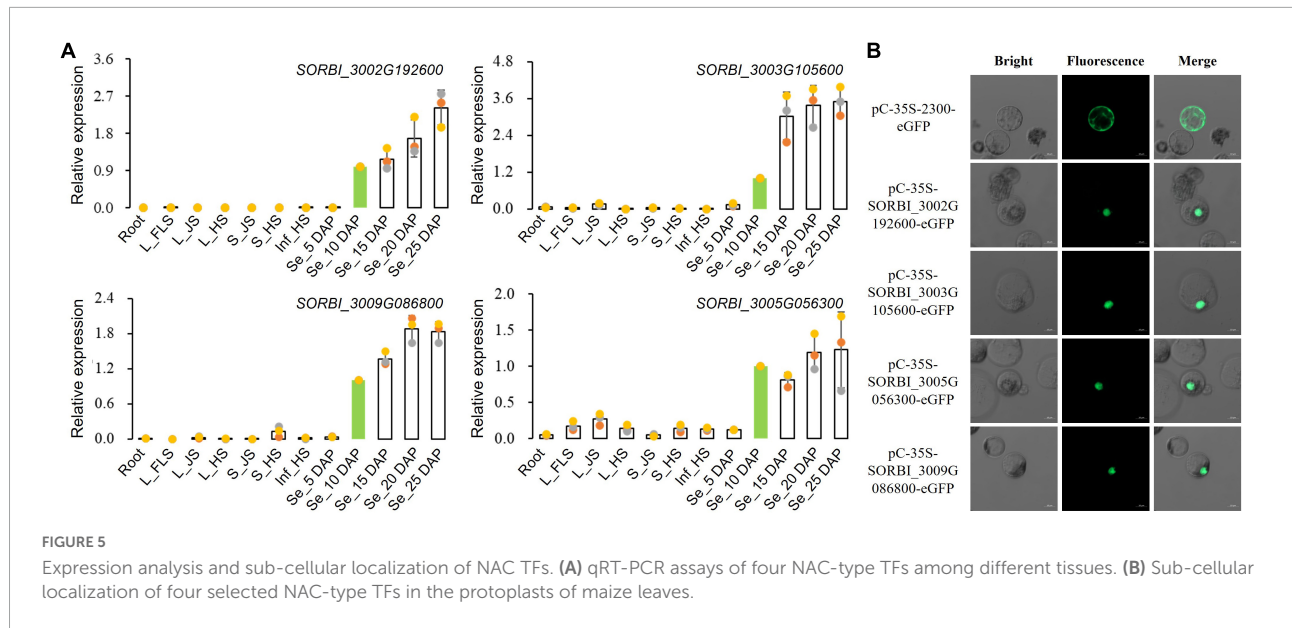 A
3.6
2.7
1.8
0.9
0.0
Relative expression
SORBI_3002G192600
Root
L_FLS
L_JS
L_HS
S_JS
S_HS
Inf_HS
Se_5 DAP
Se_10 DAP
Se_15 DAP
Se_20 DAP
Se_25 DAP
4.8
3.6
2.4
1.2
0.0
Relative expression
SORBI_3003G105600
Root
L_FLS
L_JS
L_HS
S_JS
S_HS
Inf_HS
Se_5 DAP
Se_10 DAP
Se_15 DAP
Se_20 DAP
Se_25 DAP
2.4
1.8
1.2
0.6
0.0
Relative expression
SORBI_3009G086800
Root
L_FLS
L_JS
L_HS
S_JS
S_HS
Inf_HS
Se_5 DAP
Se_10 DAP
Se_15 DAP
Se_20 DAP
Se_25 DAP
2.0
1.5
1.0
0.5
0.0
Relative expression
SORBI_3005G056300
Root
L_FLS
L_JS
L_HS
S_JS
S_HS
Inf_HS
Se_5 DAP
Se_10 DAP
Se_15 DAP
Se_20 DAP
Se_25 DAP
B
Bright Fluorescence Merge
pC-35S-2300-
eGFP
pC-35S-
SORBI_3002G
192600-eGFP
pC-35S-
SORBI_3003G
105600-eGFP
pC-35S-
SORBI_3005G
056300-eGFP
pC-35S-
SORBI_3009G
086800-eGFP
FIGURE 5
Expression analysis and sub-cellular localization of NAC TFs. (A) qRT-PCR assays of four NAC-type TFs among different tissues. (B) Sub-cellular
localization of four selected NAC-type TFs in the protoplasts of maize leaves.